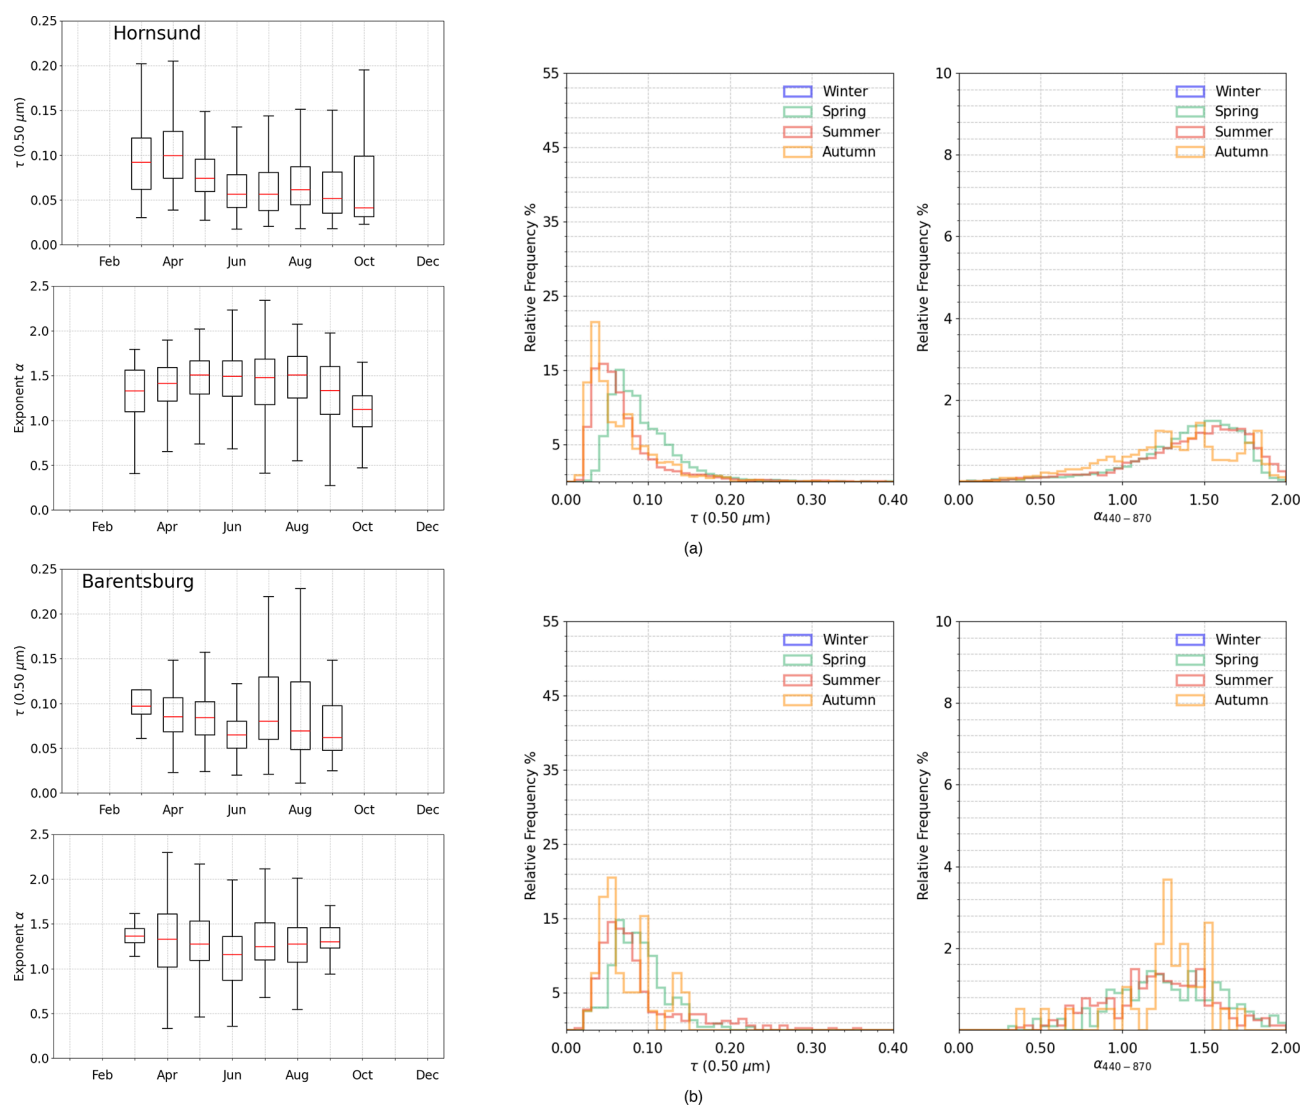 Hornsund
τ (0.50 μm)
0.25
0.20
0.15
0.10
0.05
0.00
Feb Apr Jun Aug Oct Dec
Exponent α
2.5
2.0
1.5
1.0
0.5
0.0
Feb Apr Jun Aug Oct Dec
Relative Frequency %
55
45
35
25
15
5
Winter
Spring
Summer
Autumn
0.00 0.10 0.20 0.30 0.40
τ (0.50 μm)
Relative Frequency %
10
8
6
4
2
Winter
Spring
Summer
Autumn
0.00 0.50 1.00 1.50 2.00
α440−870
(a)
Barentsburg
τ (0.50 μm)
0.25
0.20
0.15
0.10
0.05
0.00
Feb Apr Jun Aug Oct Dec
Exponent α
2.5
2.0
1.5
1.0
0.5
0.0
Feb Apr Jun Aug Oct Dec
Relative Frequency %
55
45
35
25
15
5
Winter
Spring
Summer
Autumn
0.00 0.10 0.20 0.30 0.40
τ (0.50 μm)
Relative Frequency %
10
8
6
4
2
Winter
Spring
Summer
Autumn
0.00 0.50 1.00 1.50 2.00
α440−870
(b)